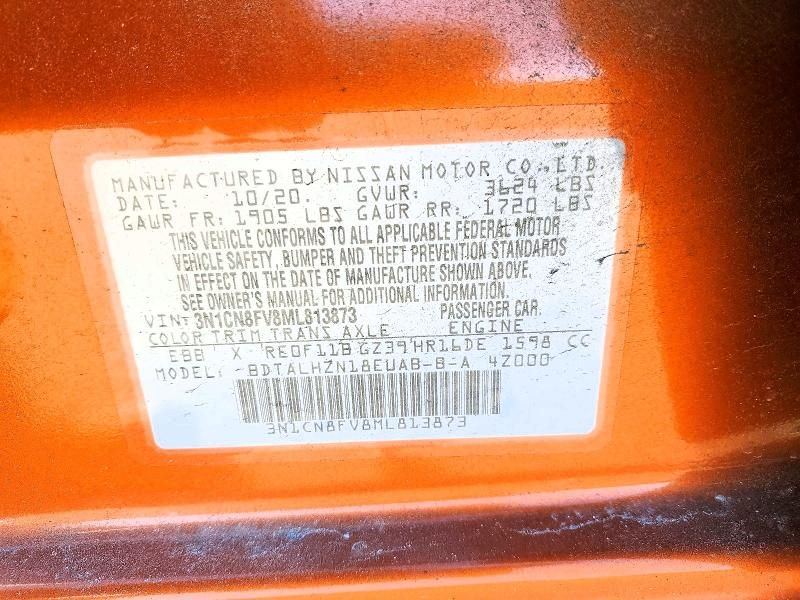 MANUFACTURED BY NISSAN MOTOR CO., LTD.
DATE: 10/20 GVWR: 3624 LBS
GAWR FR: 1905 LBS GAWR RR: 1720 LBS
THIS VEHICLE CONFORMS TO ALL APPLICABLE FEDERAL MOTOR
VEHICLE SAFETY, BUMPER AND THEFT PREVENTION STANDARDS
IN EFFECT ON THE DATE OF MANUFACTURE SHOWN ABOVE.
SEE OWNER'S MANUAL FOR ADDITIONAL INFORMATION.
VIN: 3N1CN8FV8ML813873 PASSENGER CAR.
COLOR TRIM TRANS AXLE ENGINE
EBB X RE0F11B GZ39 HR16DE 1598 CC
MODEL: BDTALHZN18EUAB-B-A 4Z000
3N1CN8FV8ML813873